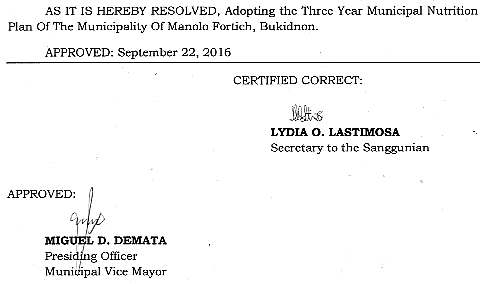 AS IT IS HEREBY RESOLVED, Adopting the Three Year Municipal Nutrition
Plan Of The Municipality Of Manolo Fortich, Bukidnon.
APPROVED: September 22, 2016
CERTIFIED CORRECT:
LYDIA O. LASTIMOSA
Secretary to the Sanggunian
APPROVED:
MIGUEL D. DEMATA
Presiding Officer
Municipal Vice Mayor